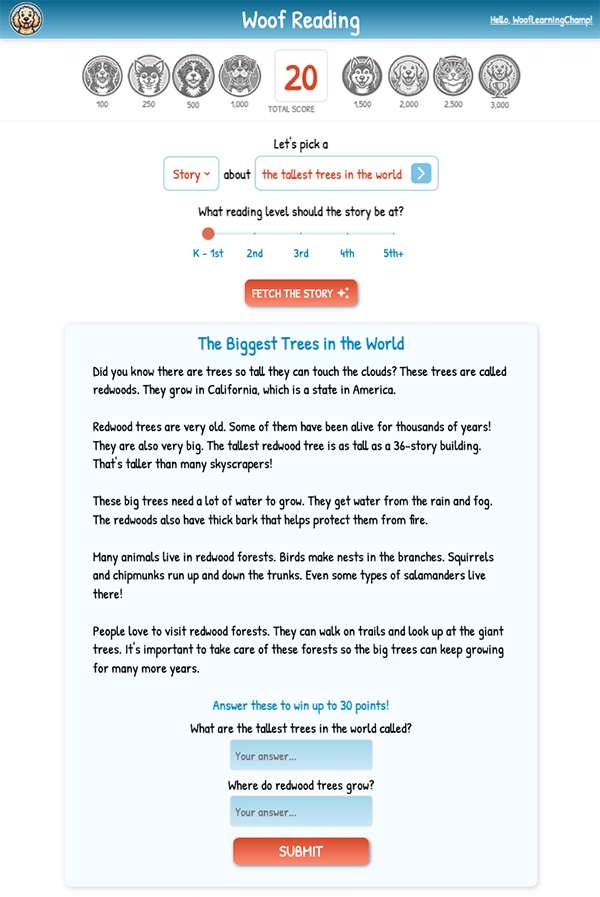 Woof Reading
Hello, WoofLearningChamp!
100
250
500
1,000
20
TOTAL SCORE
1,500
2,000
2,500
3,000
Let's pick a
Story about the tallest trees in the world
What reading level should the story be at?
K - 1st 2nd 3rd 4th 5th+
FETCH THE STORY
The Biggest Trees in the World
Did you know there are trees so tall they can touch the clouds? These trees are called
redwoods. They grow in California, which is a state in America.
Redwood trees are very old. Some of them have been alive for thousands of years!
They are also very big. The tallest redwood tree is as tall as a 36-story building.
That's taller than many skyscrapers!
These big trees need a lot of water to grow. They get water from the rain and fog.
The redwoods also have thick bark that helps protect them from fire.
Many animals live in redwood forests. Birds make nests in the branches. Squirrels
and chipmunks run up and down the trunks. Even some types of salamanders live
there!
People love to visit redwood forests. They can walk on trails and look up at the giant
trees. It's important to take care of these forests so the big trees can keep growing
for many more years.
Answer these to win up to 30 points!
What are the tallest trees in the world called?
Your answer...
Where do redwood trees grow?
Your answer...
SUBMIT